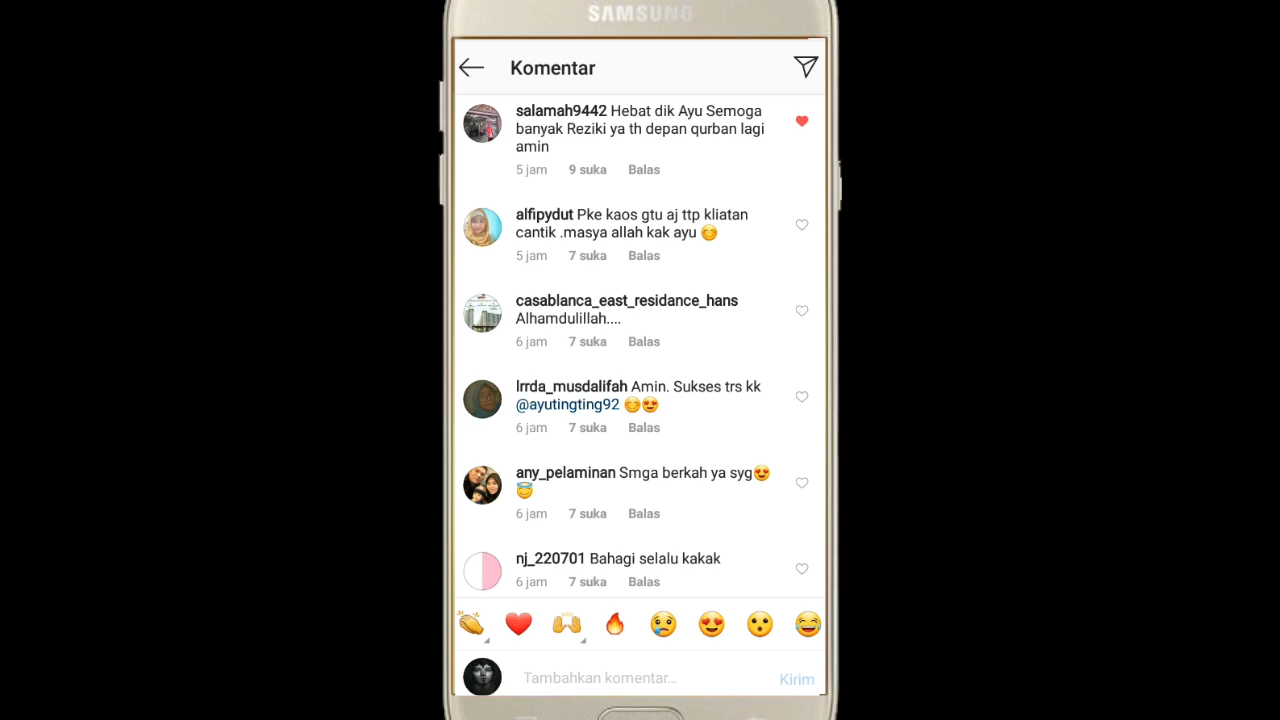 SAMSUNG
Komentar
salamah9442 Hebat dik Ayu Semoga
banyak Reziki ya th depan qurban lagi
amin
5 jam 9 suka Balas
alfipydut Pke kaos gtu aj ttp kliatan
cantik .masya allah kak ayu 😊
5 jam 7 suka Balas
casablanca_east_residance_hans
Alhamdulillah....
6 jam 7 suka Balas
lrrda_musdalifah Amin. Sukses trs kk
@ayutingting92 😊😍
6 jam 7 suka Balas
any_pelaminan Smga berkah ya syg😍
😇
6 jam 7 suka Balas
nj_220701 Bahagi selalu kakak
6 jam 7 suka Balas
Tambahkan komentar... Kirim